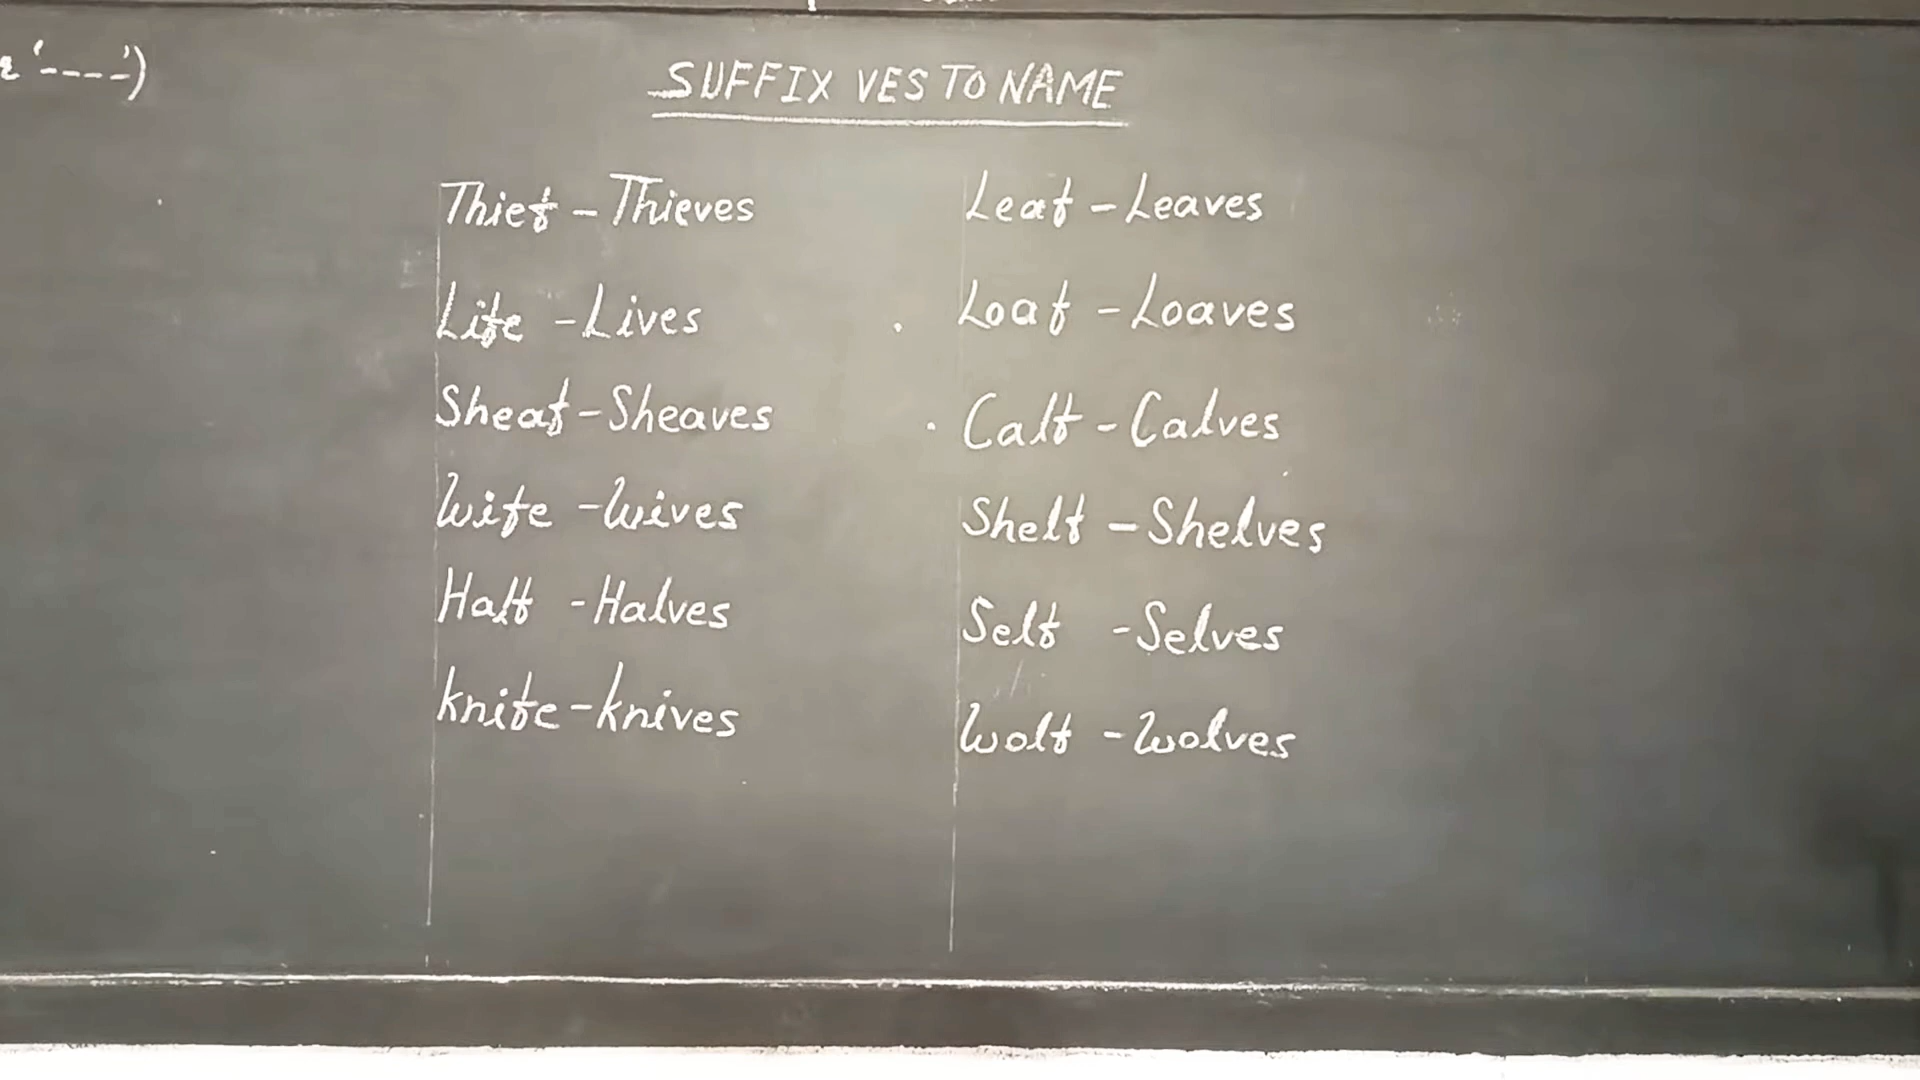 SUFFIX VES TO NAME
Thief - Thieves
Life - Lives
Sheaf - Sheaves
Wife - Wives
Half - Halves
knife - knives
Leaf - Leaves
Loaf - Loaves
Calf - Calves
Shelf - Shelves
Self - Selves
Wolf - Wolves